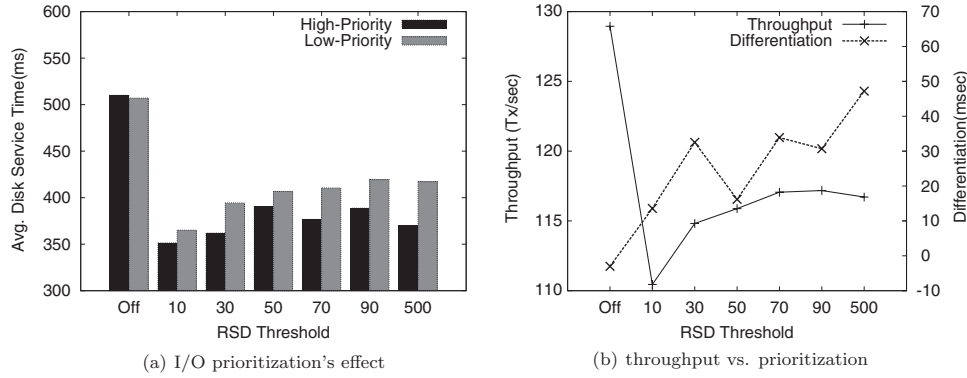 600
550
500
450
400
350
300
Avg. Disk Service Time(ms)
High-Priority
Low-Priority
Off 10 30 50 70 90 500
RSD Threshold
(a) I/O prioritization's effect
130
125
120
115
110
Throughput (Tx/sec)
Throughput
Differentiation
70
60
50
40
30
20
10
0
-10
Differentiation(msec)
Off 10 30 50 70 90 500
RSD Threshold
(b) throughput vs. prioritization